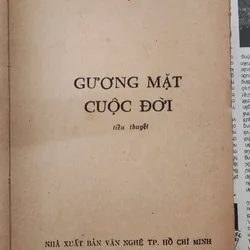 GƯƠNG MẶT
CUỘC ĐỜI
tiểu thuyết
NHÀ XUẤT BẢN VĂN NGHỆ TP. HỒ CHÍ MINH